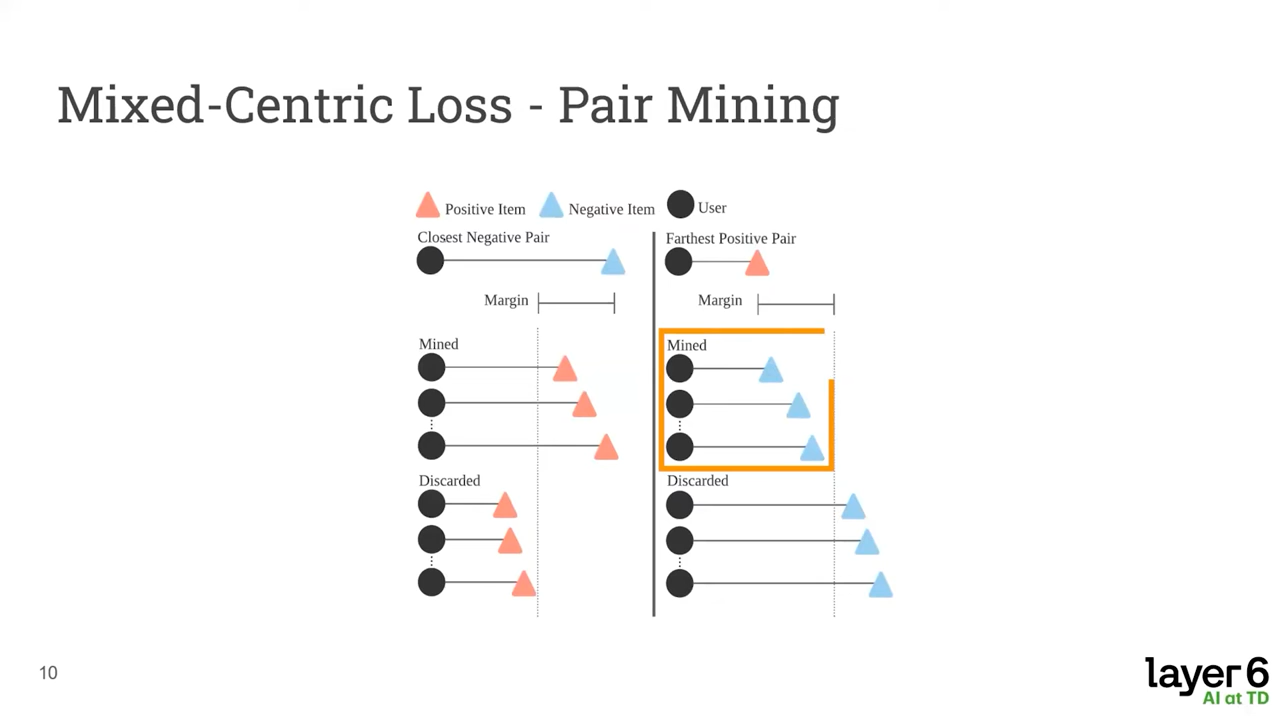 Mixed-Centric Loss - Pair Mining
Positive Item
Negative Item
User
Closest Negative Pair
Margin
Mined
Discarded
Farthest Positive Pair
Margin
Mined
Discarded
10
layer 6
AI at TD